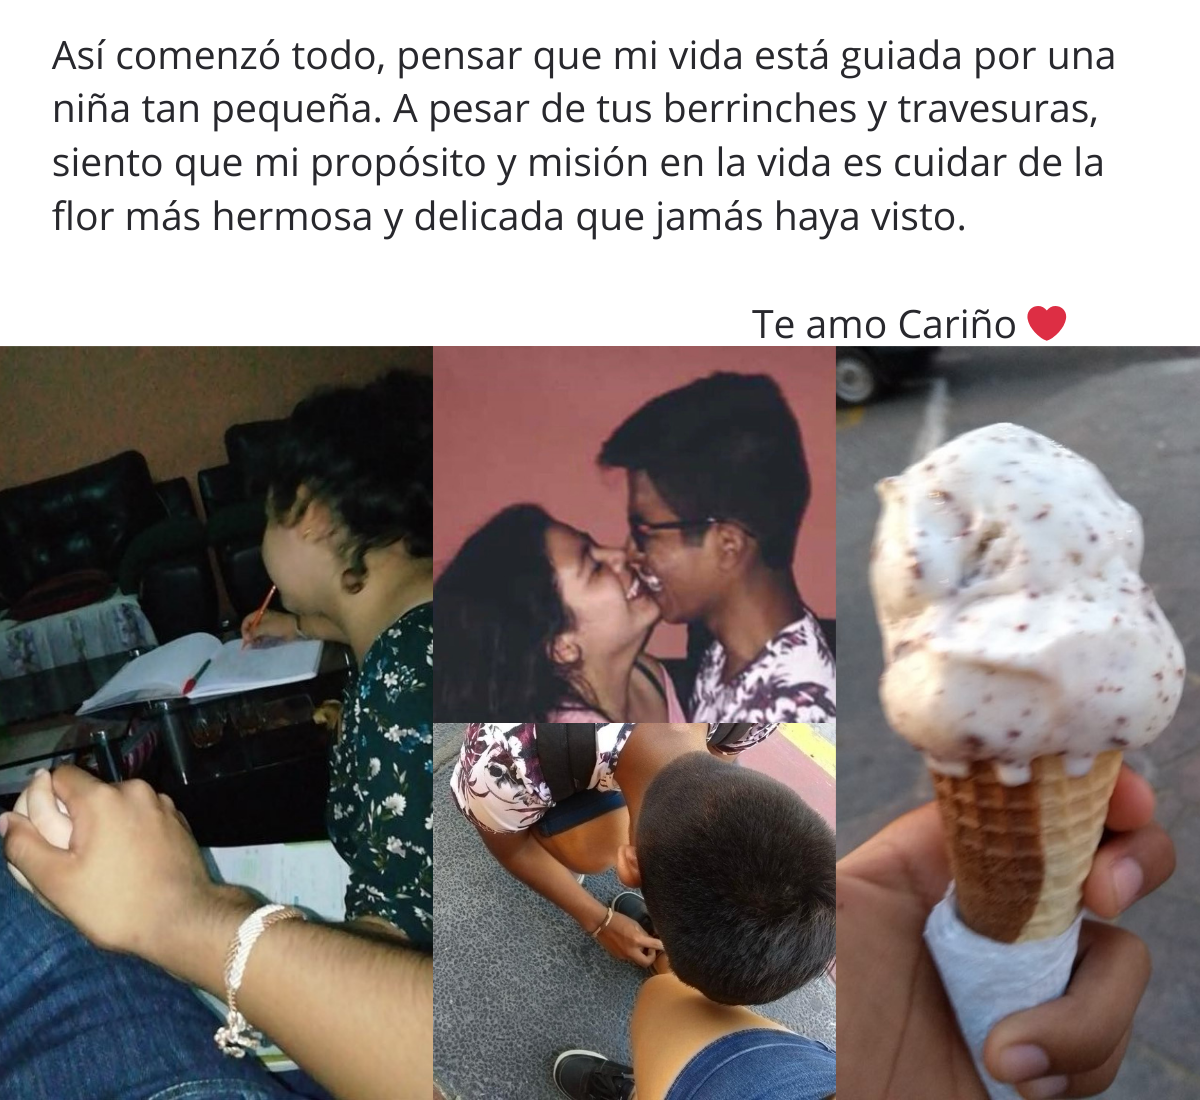 Así comenzó todo, pensar que mi vida está guiada por una
niña tan pequeña. A pesar de tus berrinches y travesuras,
siento que mi propósito y misión en la vida es cuidar de la
flor más hermosa y delicada que jamás haya visto.
Te amo Cariño ❤️